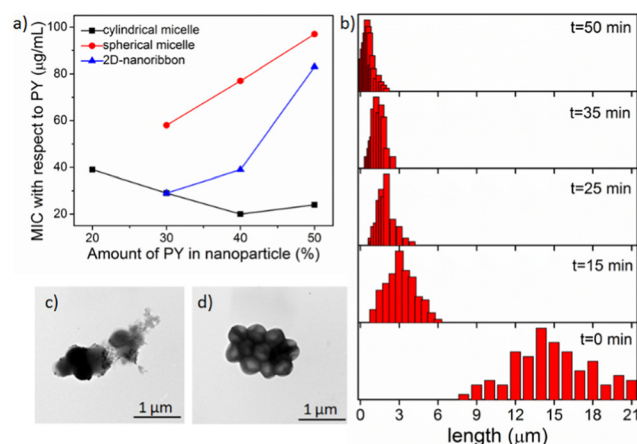 a)
MIC with respect to PY (µg/mL)
100
80
60
40
20
cylindrical micelle
spherical micelle
2D-nanoribbon
20 30 40 50
Amount of PY in nanoparticle (%)
b)
t=50 min
t=35 min
t=25 min
t=15 min
t=0 min
0 3 6 9 12 15 18 21
length (µm)
c)
1 µm
d)
1 µm